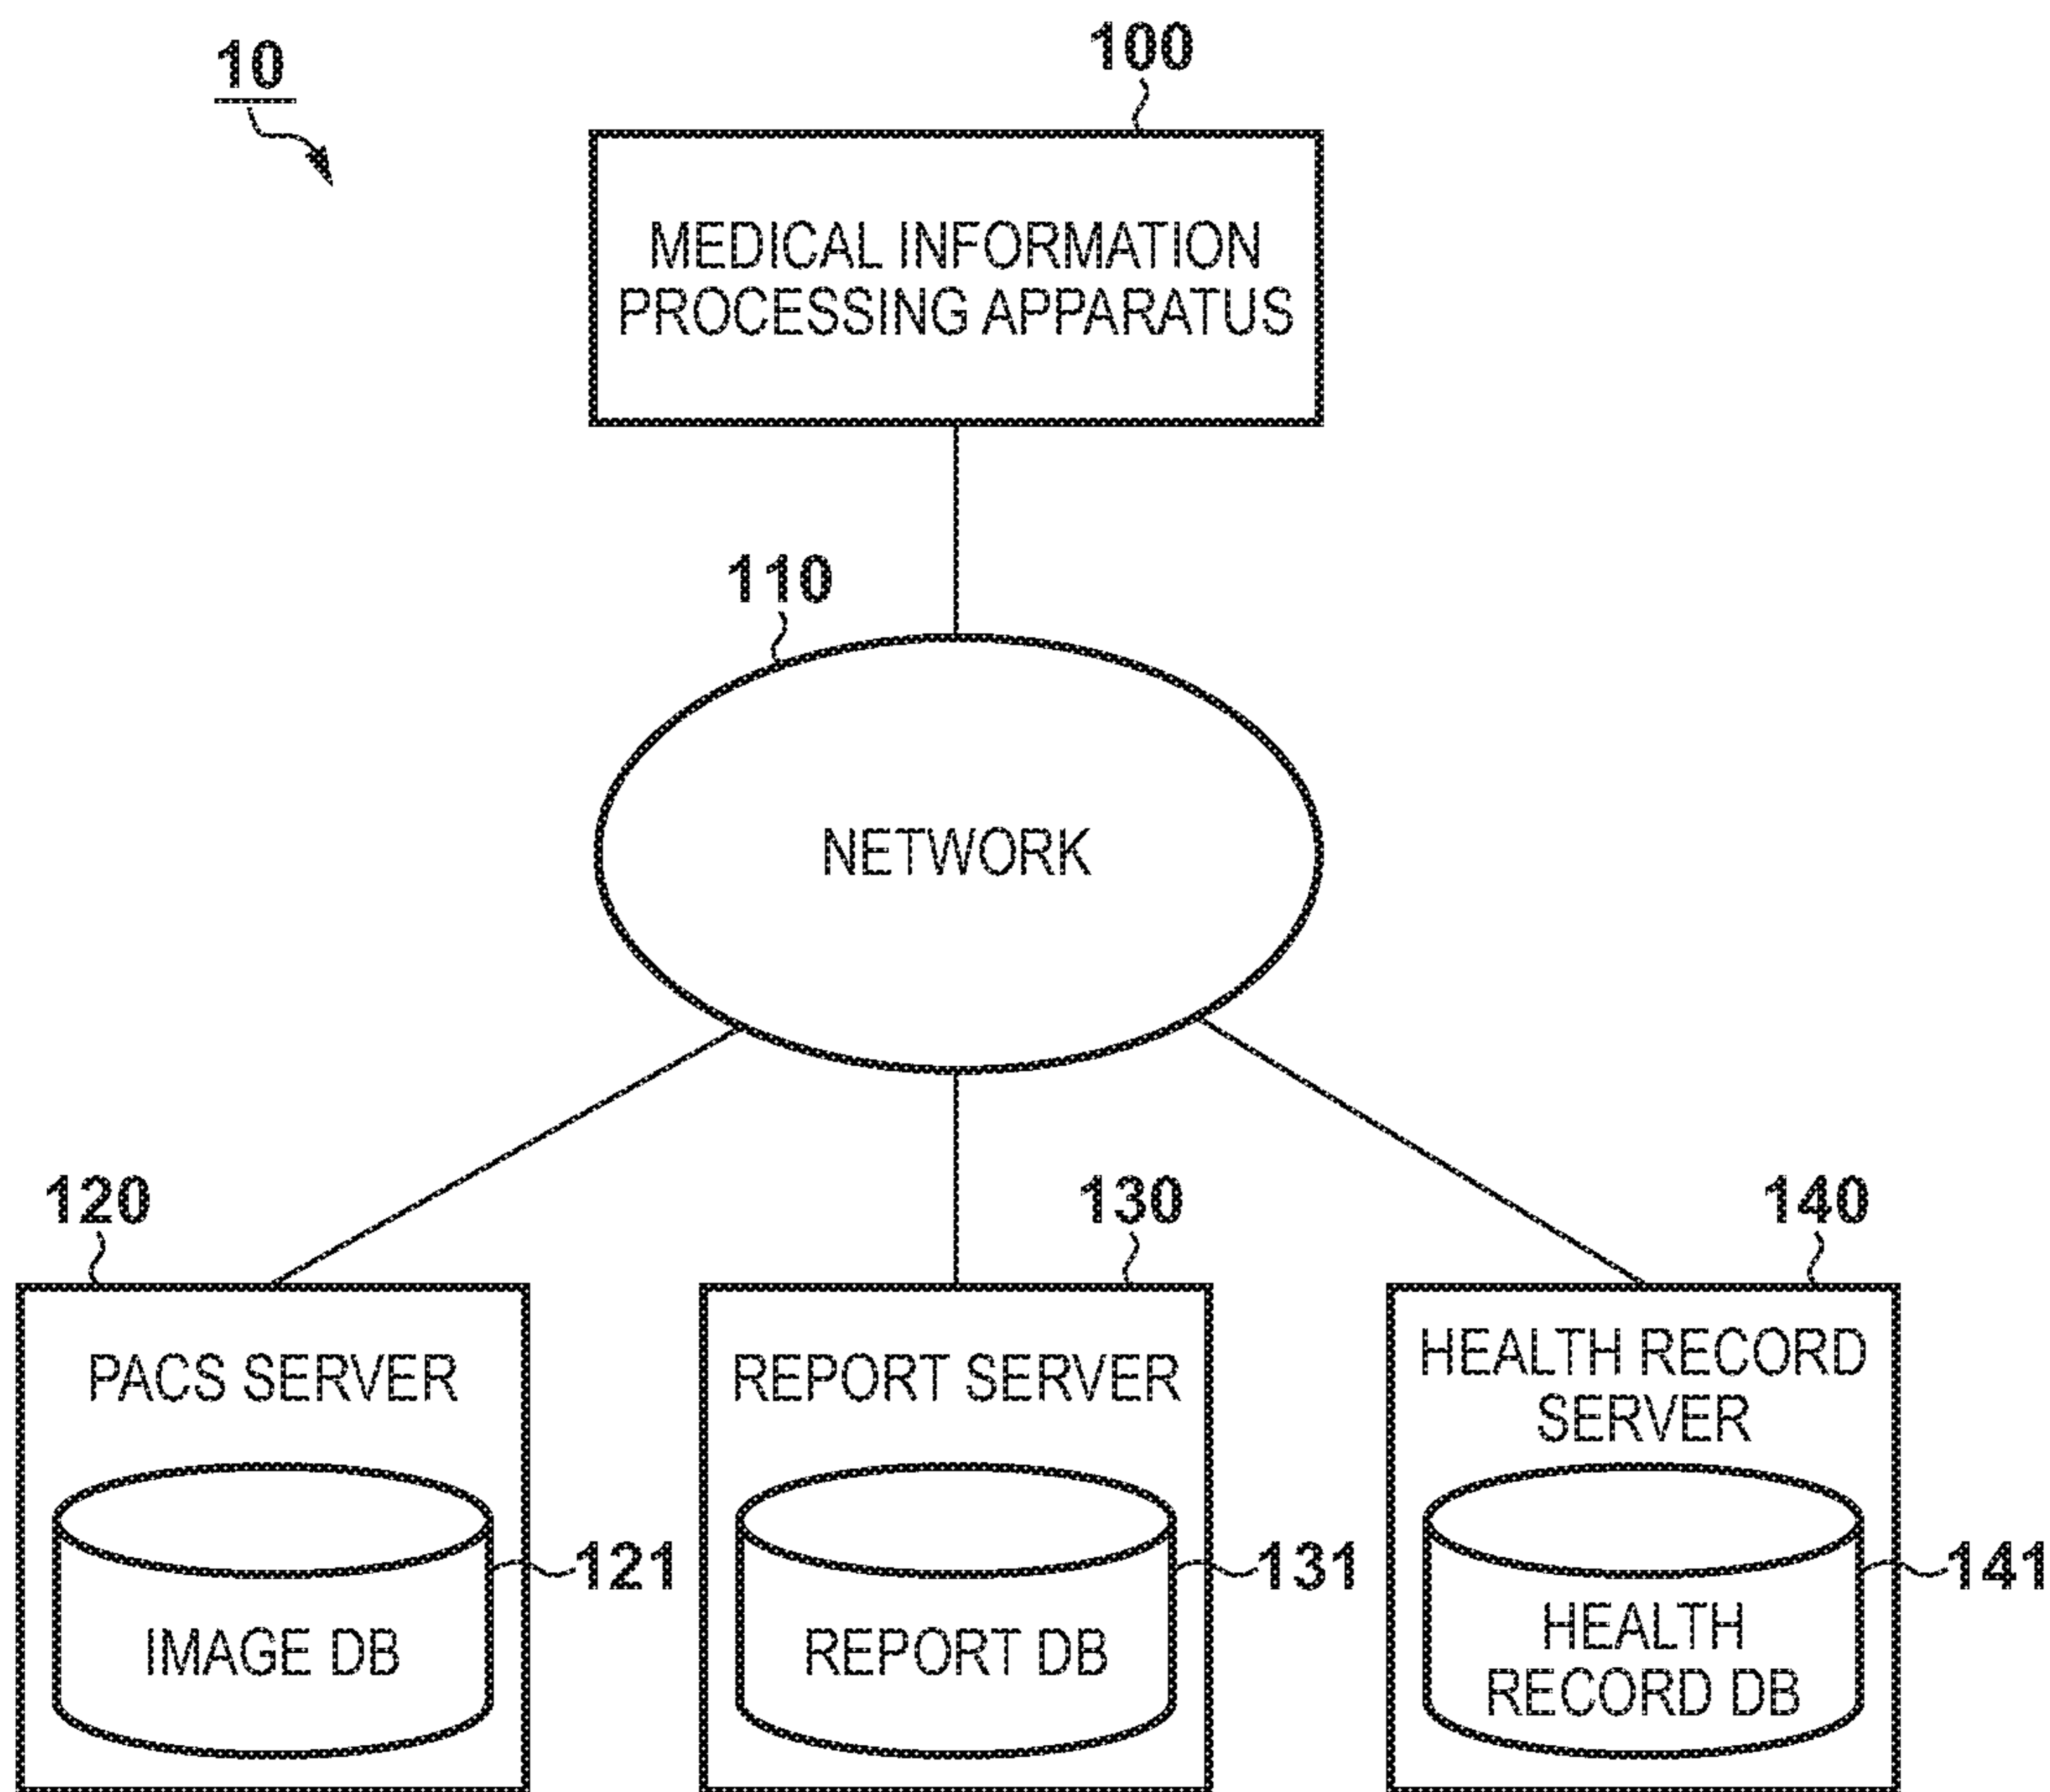 10
100
MEDICAL INFORMATION
PROCESSING APPARATUS
110
NETWORK
120
130
140
PACS SERVER
REPORT SERVER
HEALTH RECORD
SERVER
121
131
141
IMAGE DB
REPORT DB
HEALTH
RECORD DB